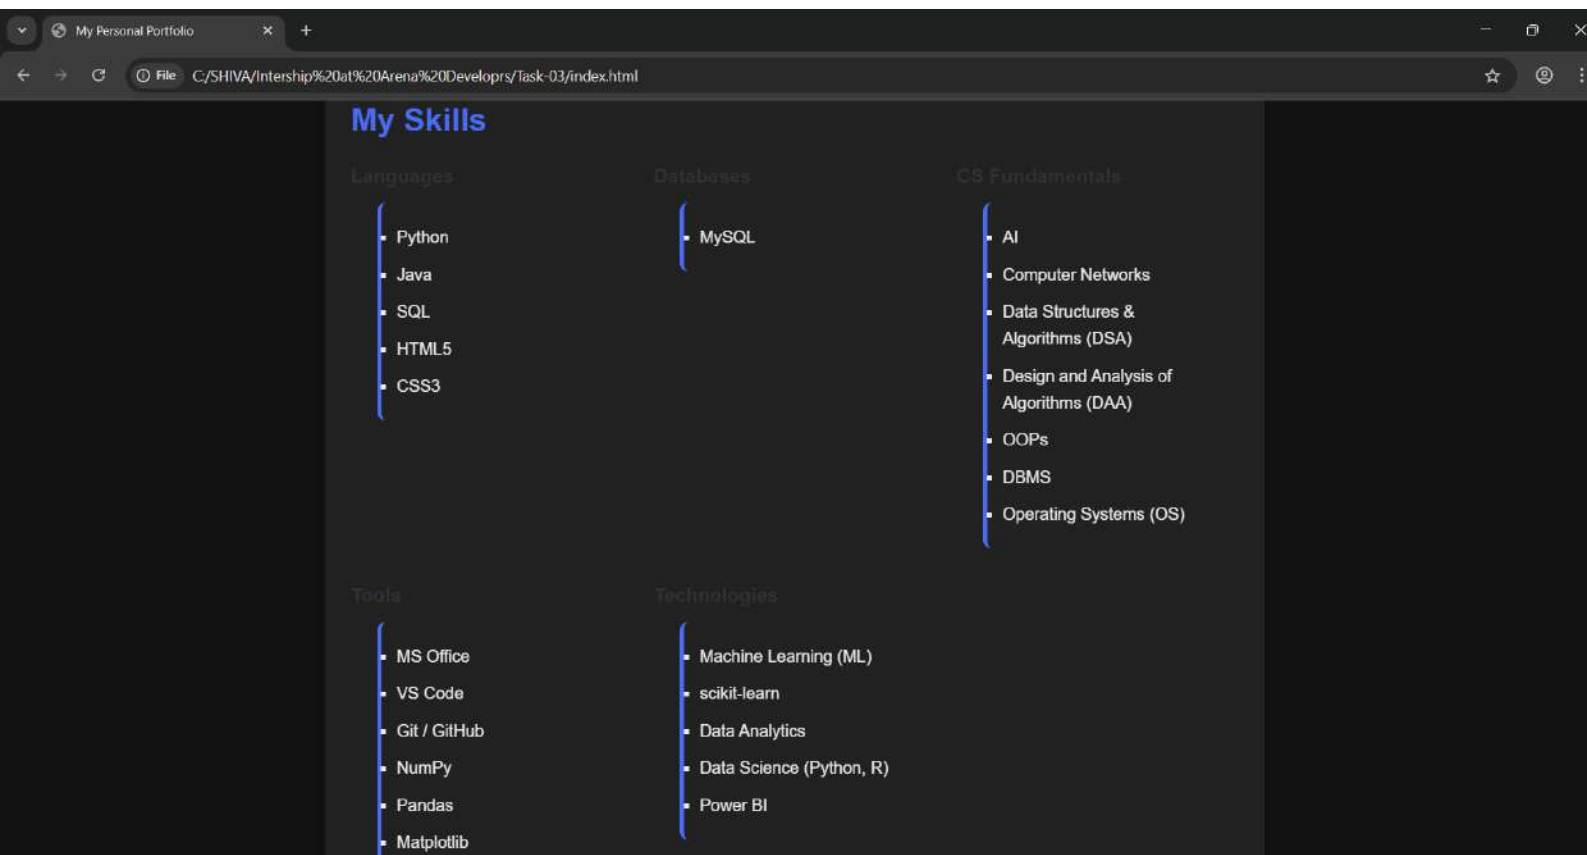 My Personal Portfolio
File C:/SHIVA/Intership%20at%20Arena%20Developrs/Task-03/index.html
My Skills
Languages
Python
Java
SQL
HTML5
CSS3
Databases
MySQL
CS Fundamentals
AI
Computer Networks
Data Structures &
Algorithms (DSA)
Design and Analysis of
Algorithms (DAA)
OOPs
DBMS
Operating Systems (OS)
Tools
MS Office
VS Code
Git / GitHub
NumPy
Pandas
Matplotlib
Technologies
Machine Learning (ML)
scikit-learn
Data Analytics
Data Science (Python, R)
Power BI